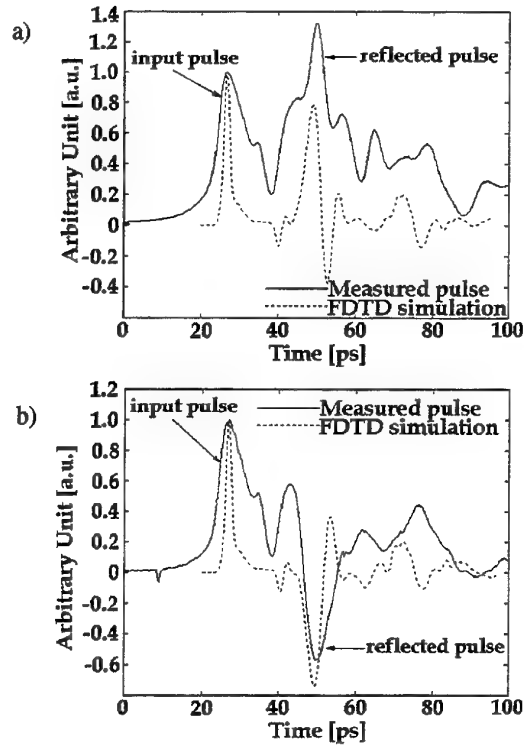 a)
1.4
1.2
1.0
0.8
0.6
0.4
0.2
0
-0.2
-0.4
Arbitrary Unit [a.u.]
input pulse
reflected pulse
Measured pulse
FDTD simulation
0 20 40 60 80 100
Time [ps]
b)
1.2
1.0
0.8
0.6
0.4
0.2
0
-0.2
-0.4
-0.6
Arbitrary Unit [a.u.]
input pulse
Measured pulse
FDTD simulation
reflected pulse
0 20 40 60 80 100
Time [ps]